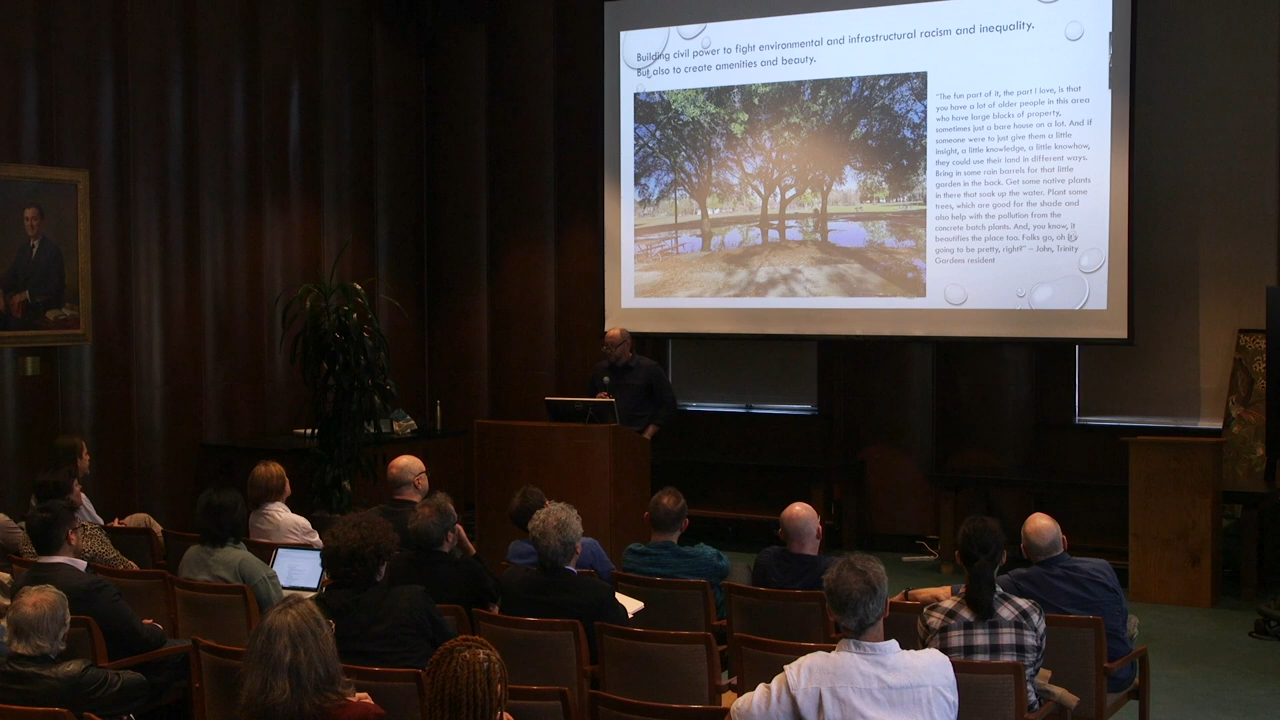 Building civil power to fight environmental and infrastructural racism and inequality.
But also to create amenities and beauty.
"The fun part of it, the part I love, is that
you have a lot of older people in this area
who have large blocks of property,
sometimes just a bare house on a lot. And if
someone were to just give them a little
insight, a little knowledge, a little knowhow,
they could use their land in different ways.
Bring in some rain barrels for that little
garden in the back. Get some native plants
in there that soak up the water. Plant some
trees, which are good for the shade and
also help with the pollution from the
concrete batch plants. And, you know, it
beautifies the place too. Folks go, oh it's
going to be pretty, right?" – John, Trinity
Gardens resident